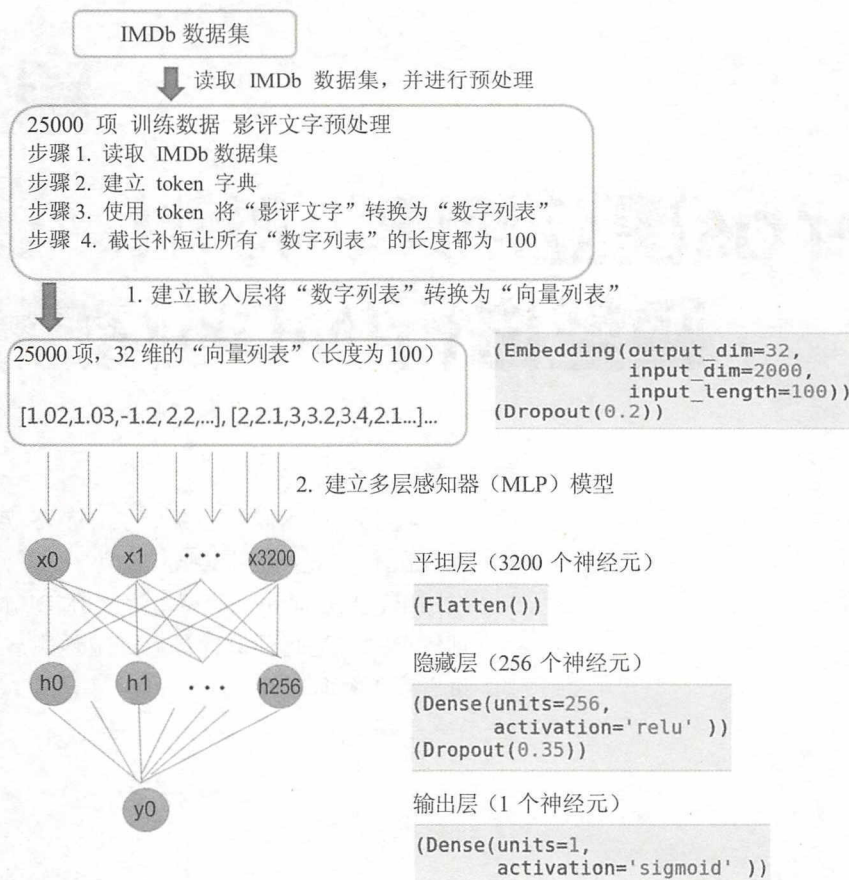 IMDb 数据集
读取 IMDb 数据集，并进行预处理
25000 项 训练数据 影评文字预处理
步骤 1. 读取 IMDb 数据集
步骤 2. 建立 token 字典
步骤 3. 使用 token 将“影评文字”转换为“数字列表”
步骤 4. 截长补短让所有“数字列表”的长度都为 100
1. 建立嵌入层将“数字列表”转换为“向量列表”
25000 项，32 维的“向量列表”（长度为 100）
[1.02,1.03,-1.2, 2,2,...], [2,2.1,3,3.2,3.4,2.1...]...
(Embedding(output_dim=32,
input_dim=2000,
input_length=100))
(Dropout(0.2))
2. 建立多层感知器（MLP）模型
x0 x1 ··· x3200
平坦层（3200 个神经元）
(Flatten())
h0 h1 ··· h256
隐藏层（256 个神经元）
(Dense(units=256,
activation='relu' ))
(Dropout(0.35))
y0
输出层（1 个神经元）
(Dense(units=1,
activation='sigmoid' ))